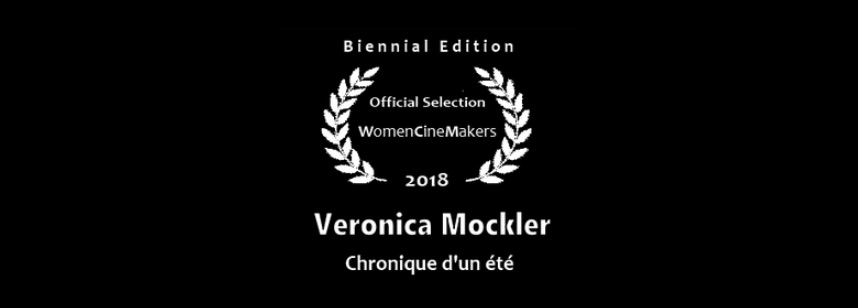 Biennial Edition
Official Selection
WomenCineMakers
2018
Veronica Mockler
Chronique d'un été